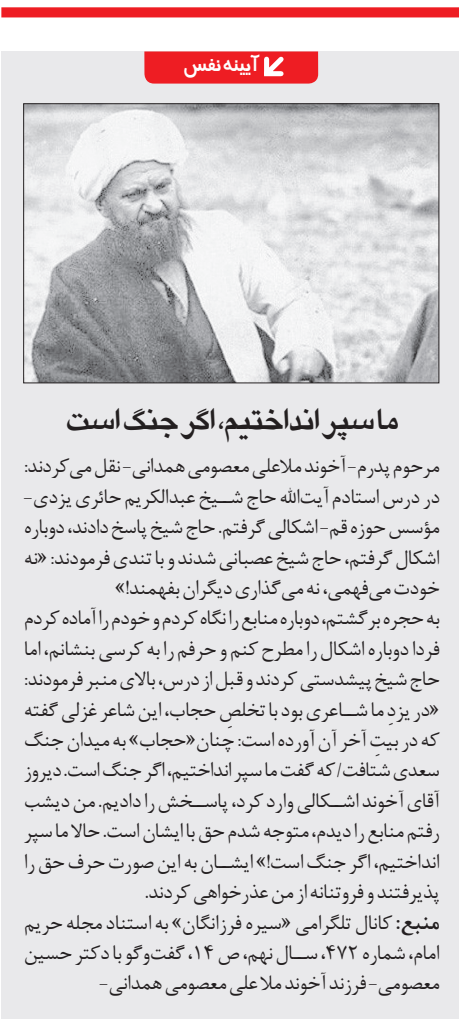 آیینه نفس
ما سپر انداختیم، اگر جنگ است
مرحوم پدرم-آخوند ملاعلی معصومی همدانی-نقل می‌کردند:
در درس استادم آیت‌الله حاج شـــیخ عبدالکریم حائری یزدی-
مؤسس حوزه قم-اشکالی گرفتم. حاج شیخ پاسخ دادند، دوباره
اشکال گرفتم، حاج شیخ عصبانی شدند و با تندی فرمودند: «نه
خودت می‌فهمی، نه می‌گذاری دیگران بفهمند!»
به حجره برگشتم، دوباره منابع را نگاه کردم و خودم را آماده کردم
فردا دوباره اشکال را مطرح کنم و حرفم را به کرسی بنشانم، اما
حاج شیخ پیشدستی کردند و قبل از درس، بالای منبر فرمودند:
«در یزدِ ما شـــاعری بود با تخلص حجاب، این شاعر غزلی گفته
که در بیتِ آخر آن آورده است: چنان «حجاب» به میدان جنگ
سعدی شتافت/ که گفت ما سپر انداختیم، اگر جنگ است. دیروز
آقای آخوند اشـــکالی وارد کرد، پاســـخش را دادیم. من دیشب
رفتم منابع را دیدم، متوجه شدم حق با ایشان است. حالا ما سپر
انداختیم، اگر جنگ است!» ایشـــان به این صورت حرف حق را
پذیرفتند و فروتنانه از من عذرخواهی کردند.
منبع: کانال تلگرامی «سیره فرزانگان» به استناد مجله حریم
امام، شماره ۴۷۲، ســـال نهم، ص ۱۴، گفت‌وگو با دکتر حسین
معصومی-فرزند آخوند ملا علی معصومی همدانی-